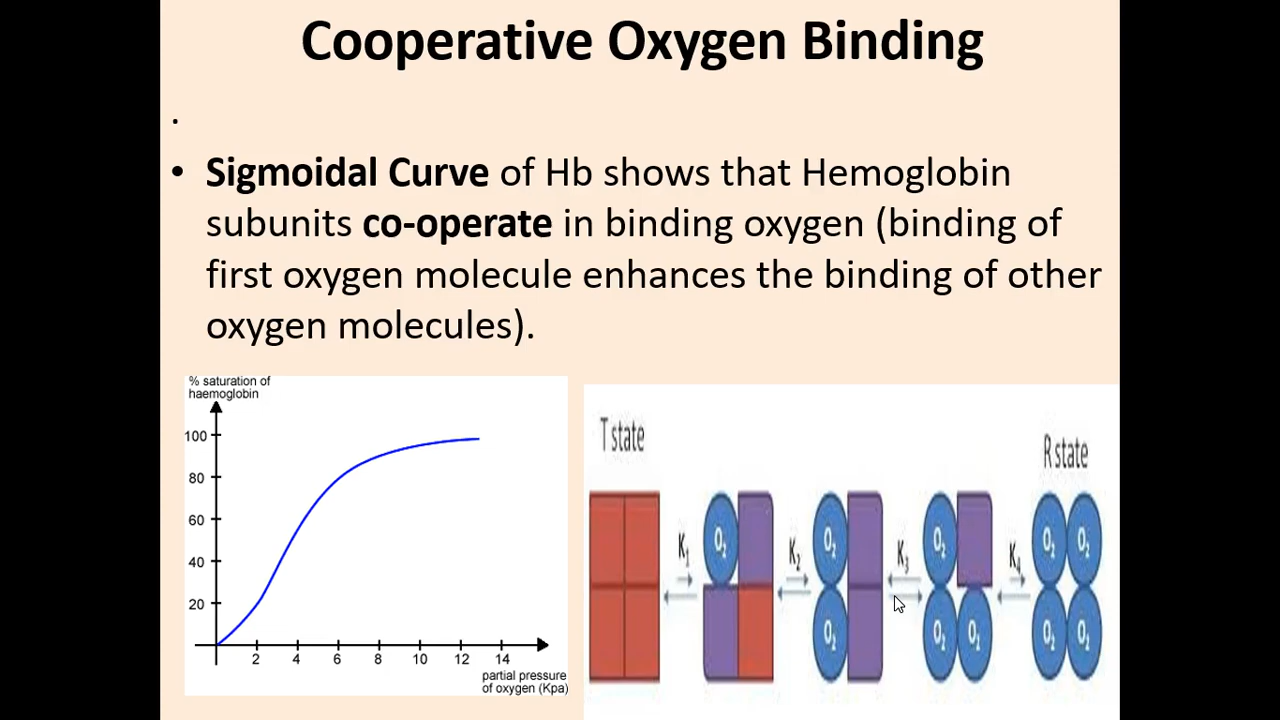 Cooperative Oxygen Binding
.
• Sigmoidal Curve of Hb shows that Hemoglobin
subunits co-operate in binding oxygen (binding of
first oxygen molecule enhances the binding of other
oxygen molecules).
% saturation of
haemoglobin
100
80
60
40
20
2 4 6 8 10 12 14
partial pressure
of oxygen (Kpa)
T state
R state
K₁ K₂ K₃ K₄
O₂ O₂ O₂ O₂ O₂
O₂ O₂ O₂ O₂ O₂